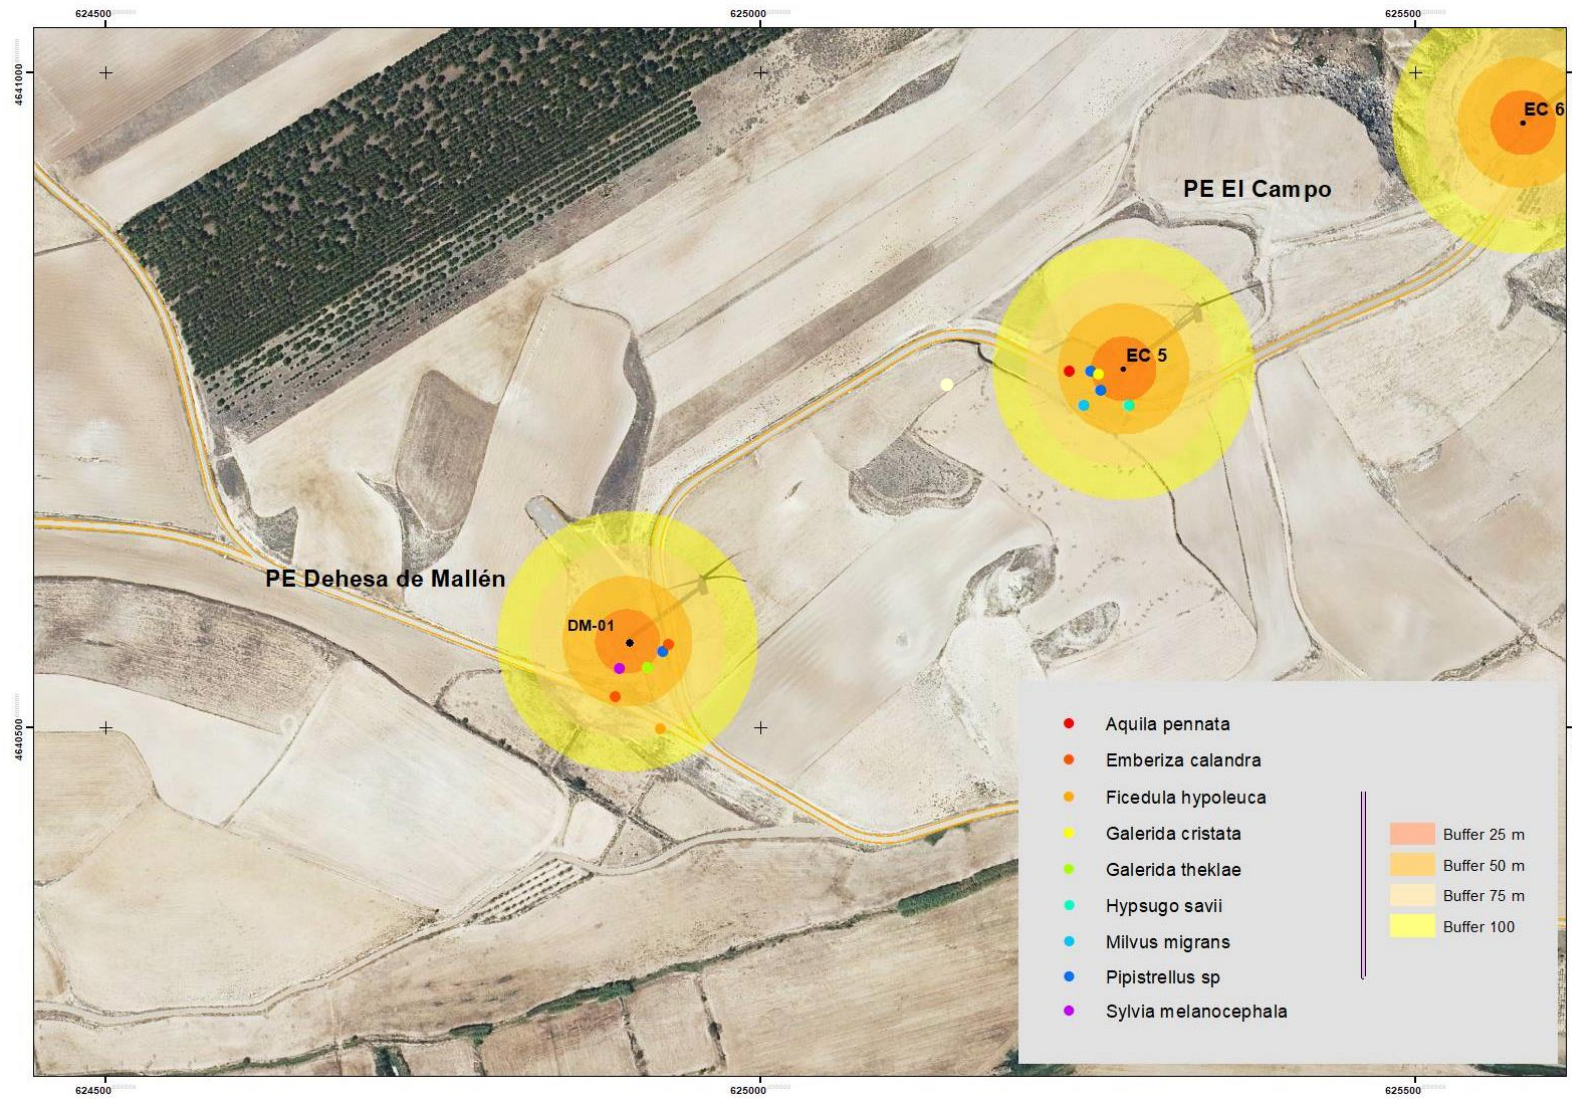 624500
625000
625500
4641000
EC 6
PE El Campo
EC 5
PE Dehesa de Mallén
DM-01
4640500
Aquila pennata
Emberiza calandra
Ficedula hypoleuca
Galerida cristata
Galerida theklae
Hypsugo savii
Milvus migrans
Pipistrellus sp
Sylvia melanocephala
Buffer 25 m
Buffer 50 m
Buffer 75 m
Buffer 100
624500
625000
625500